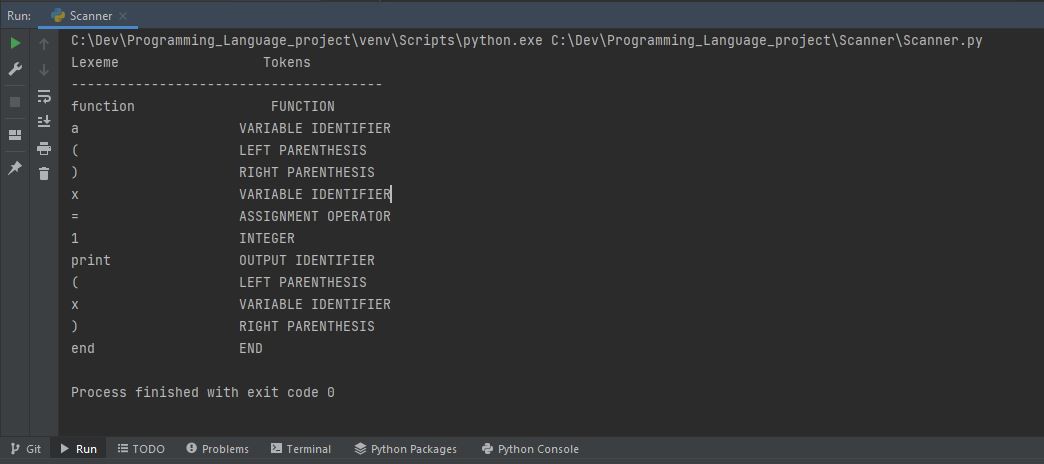 Run: Scanner
C:\Dev\Programming_Language_project\venv\Scripts\python.exe C:\Dev\Programming_Language_project\Scanner\Scanner.py
Lexeme Tokens
---------------------------------------
function FUNCTION
a VARIABLE IDENTIFIER
( LEFT PARENTHESIS
) RIGHT PARENTHESIS
x VARIABLE IDENTIFIER
= ASSIGNMENT OPERATOR
1 INTEGER
print OUTPUT IDENTIFIER
( LEFT PARENTHESIS
x VARIABLE IDENTIFIER
) RIGHT PARENTHESIS
end END
Process finished with exit code 0
Git Run TODO Problems Terminal Python Packages Python Console